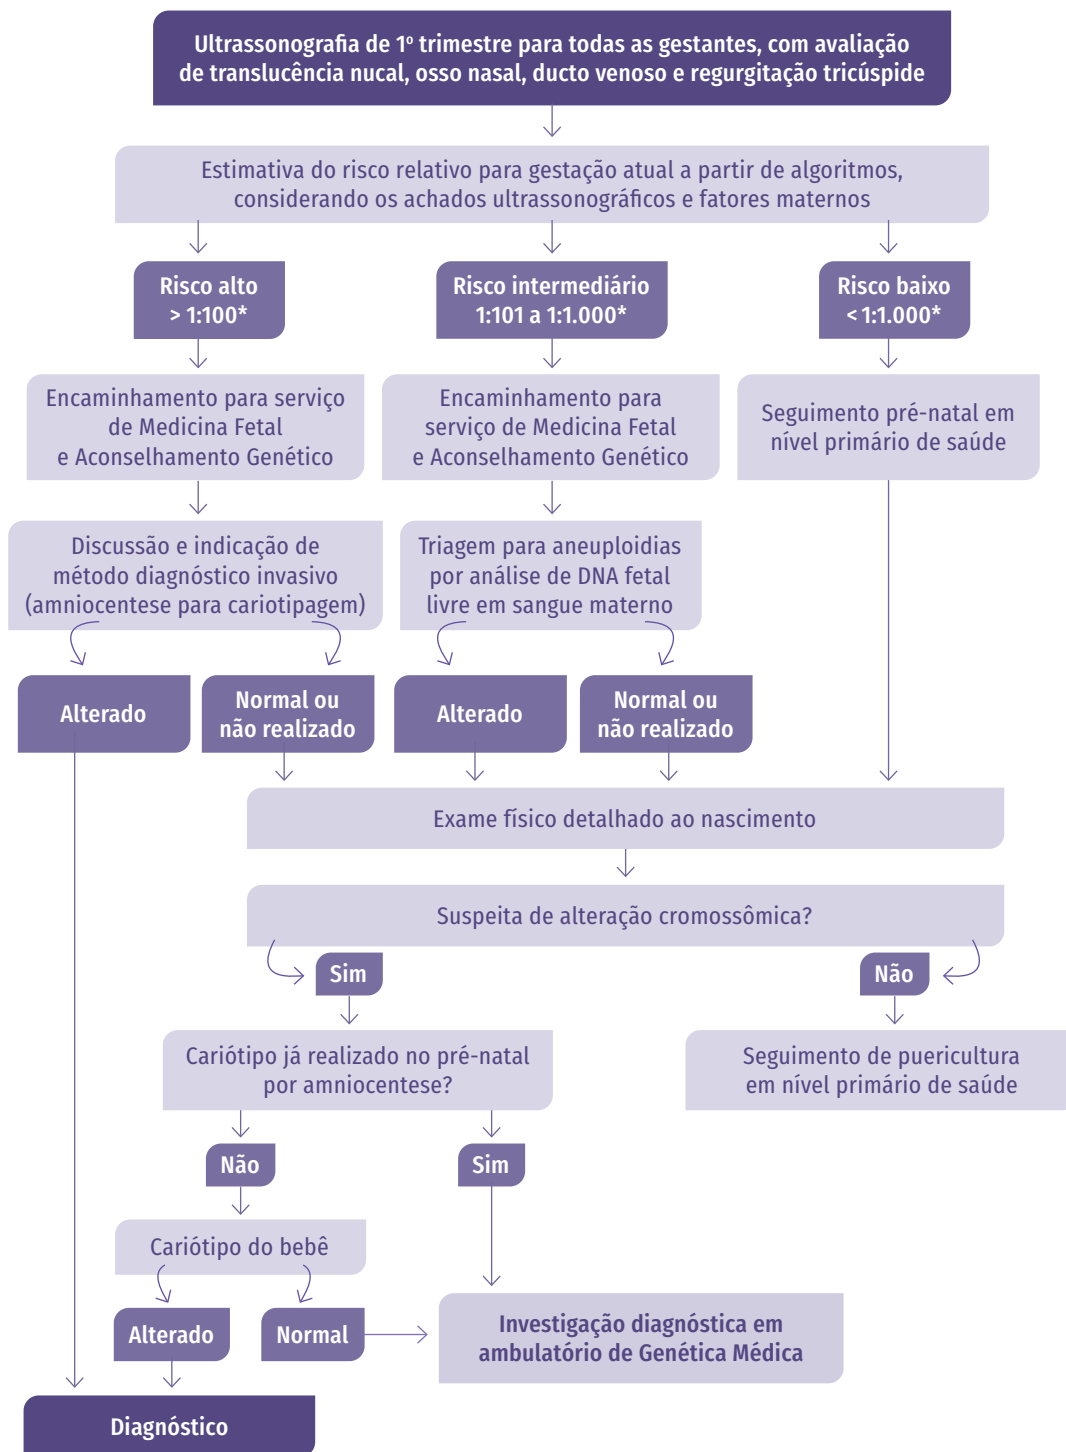 Ultrassonografia de 1º trimestre para todas as gestantes, com avaliação
de translucência nucal, osso nasal, ducto venoso e regurgitação tricúspide
Estimativa do risco relativo para gestação atual a partir de algoritmos,
considerando os achados ultrassonográficos e fatores maternos
Risco alto
> 1:100*
Risco intermediário
1:101 a 1:1.000*
Risco baixo
< 1:1.000*
Encaminhamento para serviço
de Medicina Fetal
e Aconselhamento Genético
Encaminhamento para
serviço de Medicina Fetal
e Aconselhamento Genético
Seguimento pré-natal em
nível primário de saúde
Discussão e indicação de
método diagnóstico invasivo
(amniocentese para cariotipagem)
Triagem para aneuploidias
por análise de DNA fetal
livre em sangue materno
Alterado
Normal ou
não realizado
Alterado
Normal ou
não realizado
Exame físico detalhado ao nascimento
Suspeita de alteração cromossômica?
Sim
Não
Cariótipo já realizado no pré-natal
por amniocentese?
Seguimento de puericultura
em nível primário de saúde
Não
Sim
Cariótipo do bebê
Alterado
Normal
Investigação diagnóstica em
ambulatório de Genética Médica
Diagnóstico